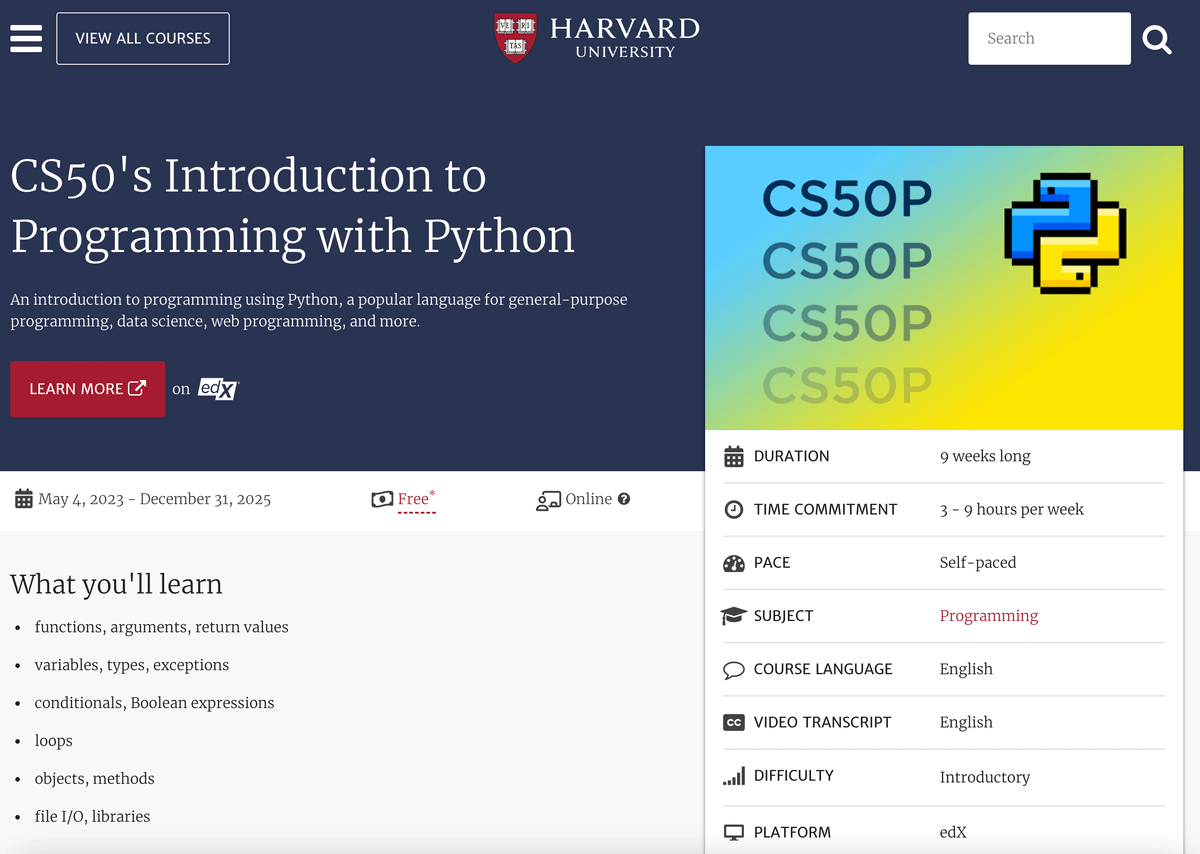 VIEW ALL COURSES
VE RI
TAS
HARVARD
UNIVERSITY
Search
CS50's Introduction to
Programming with Python
An introduction to programming using Python, a popular language for general-purpose
programming, data science, web programming, and more.
LEARN MORE on edX
CS50P
CS50P
CS50P
CS50P
May 4, 2023 - December 31, 2025 Free* Online ?
What you'll learn
• functions, arguments, return values
• variables, types, exceptions
• conditionals, Boolean expressions
• loops
• objects, methods
• file I/O, libraries
DURATION 9 weeks long
TIME COMMITMENT 3 - 9 hours per week
PACE Self-paced
SUBJECT Programming
COURSE LANGUAGE English
CC VIDEO TRANSCRIPT English
DIFFICULTY Introductory
PLATFORM edX